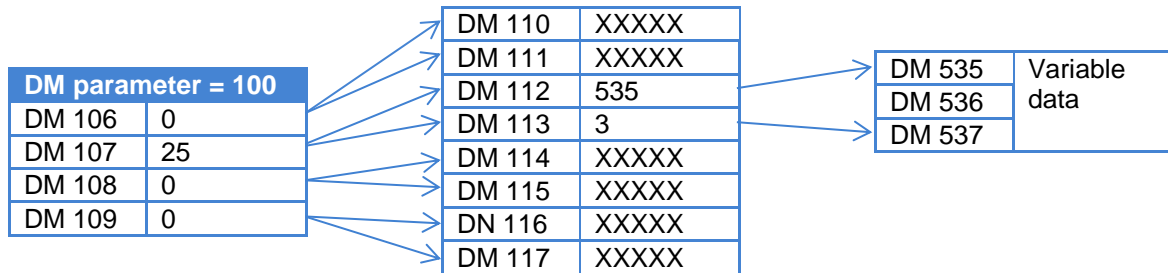 DM parameter = 100
DM 106 0
DM 107 25
DM 108 0
DM 109 0
DM 110 XXXXX
DM 111 XXXXX
DM 112 535
DM 113 3
DM 114 XXXXX
DM 115 XXXXX
DN 116 XXXXX
DM 117 XXXXX
DM 535 Variable
DM 536 data
DM 537